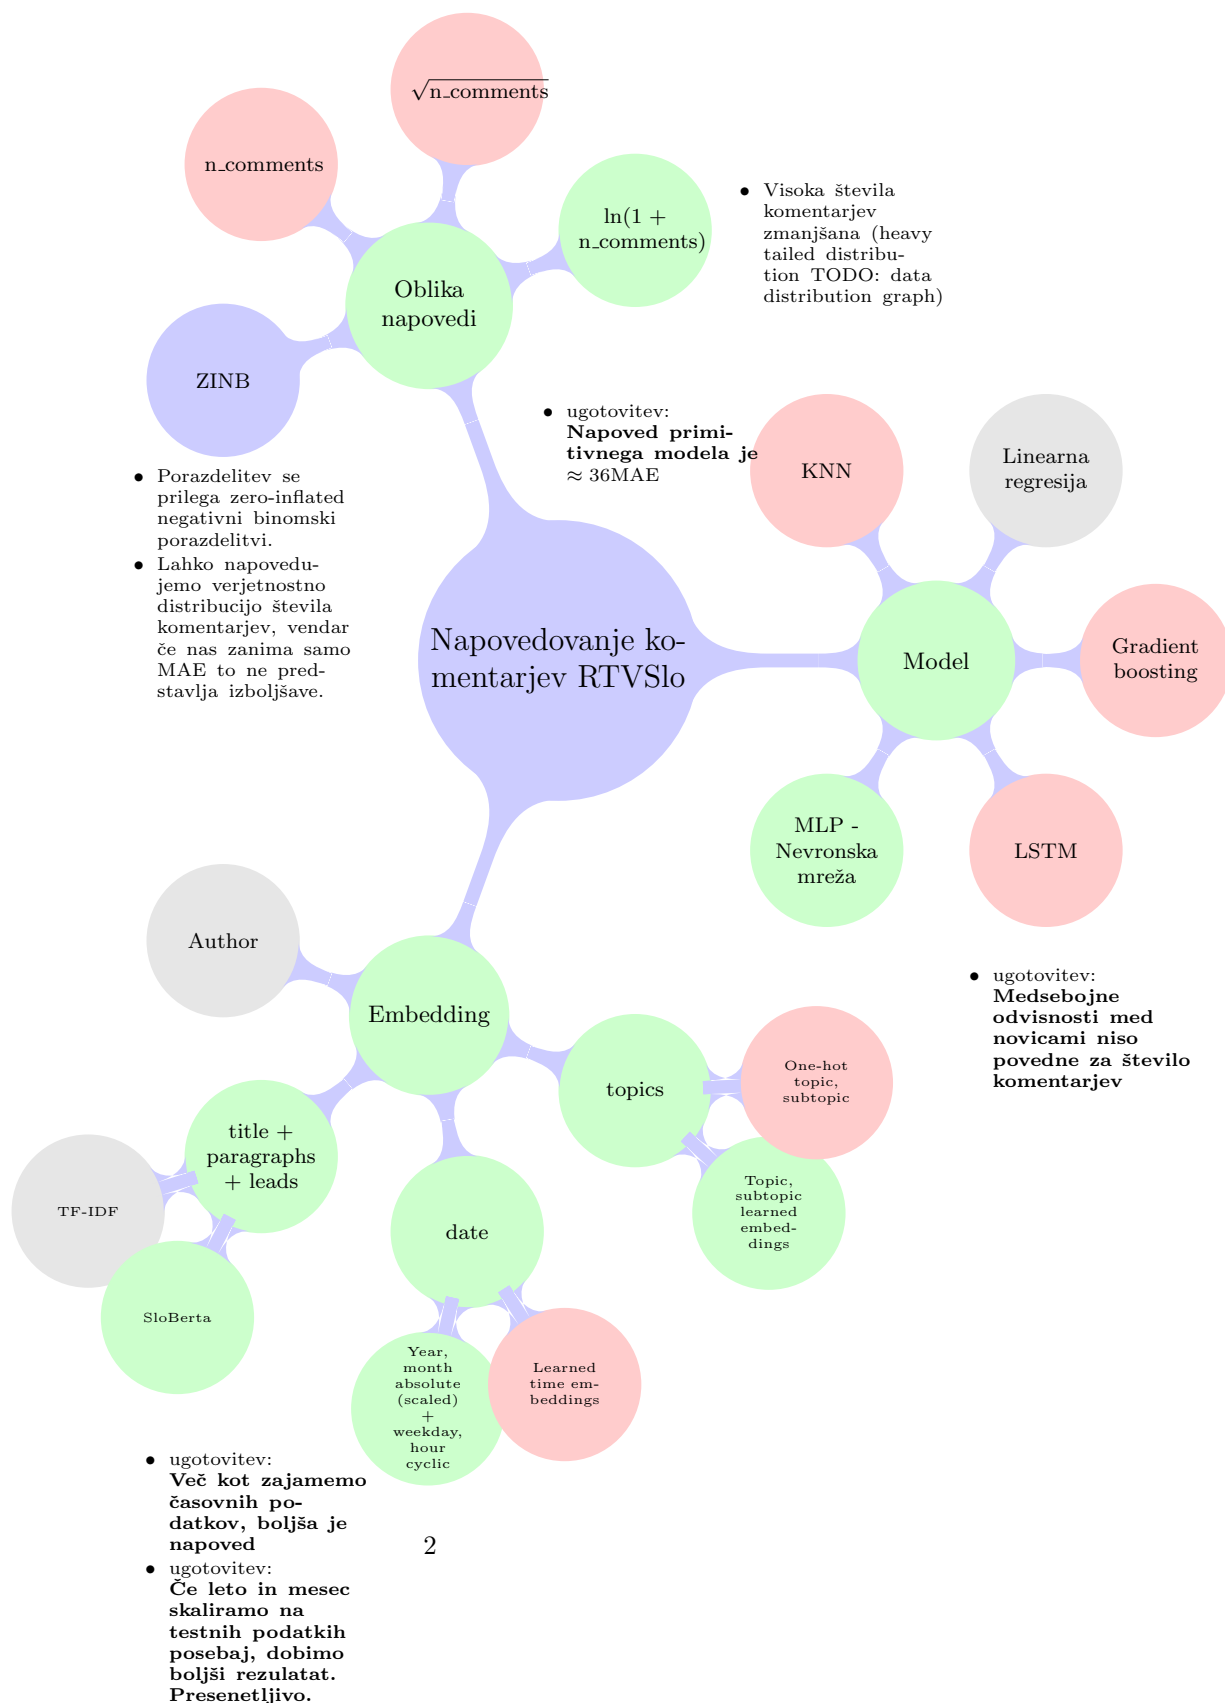 √n_comments
n_comments
ln(1 +
n_comments)
• Visoka števila
komentarjev
zmanjšana (heavy
tailed distribu-
tion TODO: data
distribution graph)
Oblika
napovedi
ZINB
• Porazdelitev se
prilega zero-inflated
negativni binomski
porazdelitvi.
• Lahko napovedu-
jemo verjetnostno
distribucijo števila
komentarjev, vendar
če nas zanima samo
MAE to ne pred-
stavlja izboljšave.
• ugotovitev:
Napoved primi-
tivnega modela je
≈ 36MAE
KNN
Linearna
regresija
Napovedovanje ko-
mentarjev RTVSlo
Model
Gradient
boosting
MLP -
Nevronska
mreža
LSTM
• ugotovitev:
Medsebojne
odvisnosti med
novicami niso
povedne za število
komentarjev
Author
Embedding
topics
One-hot
topic,
subtopic
Topic,
subtopic
learned
embed-
dings
title +
paragraphs
+ leads
TF-IDF
SloBerta
date
Year,
month
absolute
(scaled)
+
weekday,
hour
cyclic
Learned
time em-
beddings
• ugotovitev:
Več kot zajamemo
časovnih po-
datkov, boljša je
napoved
• ugotovitev:
Če leto in mesec
skaliramo na
testnih podatkih
posebaj, dobimo
boljši rezulatat.
Presenetljivo.
2